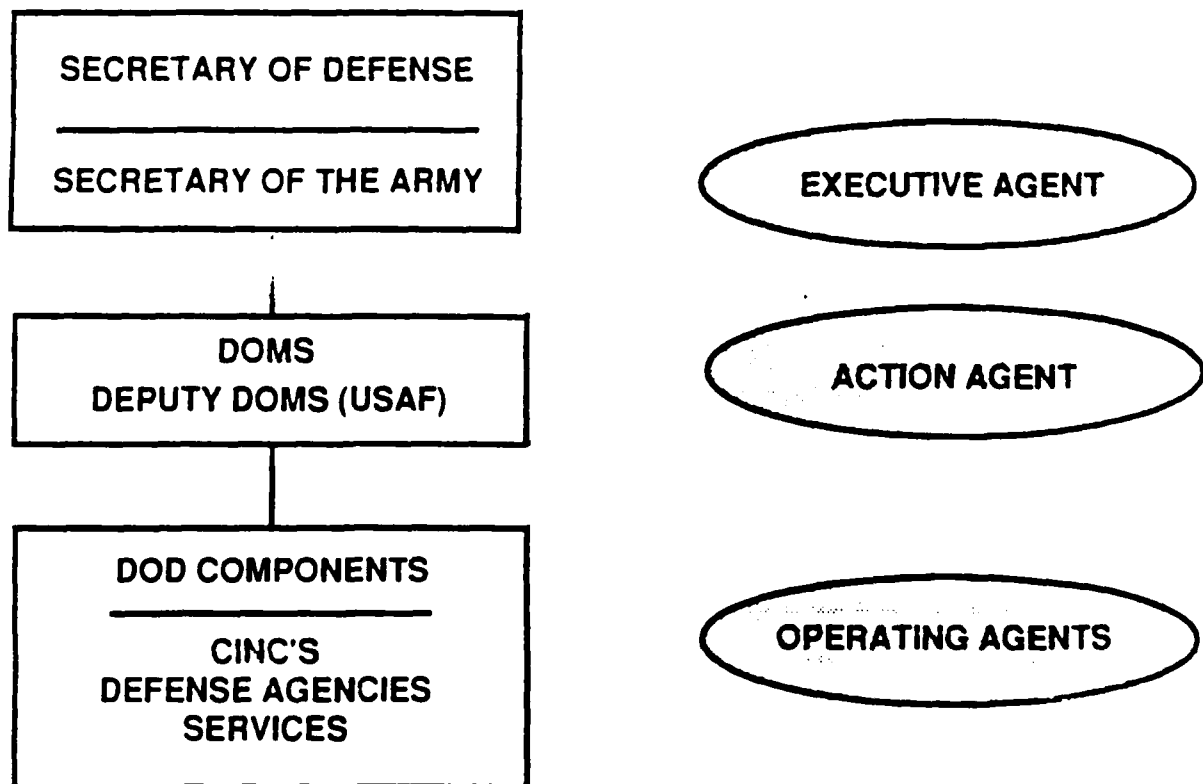 SECRETARY OF DEFENSE
SECRETARY OF THE ARMY
EXECUTIVE AGENT
DOMS
DEPUTY DOMS (USAF)
ACTION AGENT
DOD COMPONENTS
CINC'S
DEFENSE AGENCIES
SERVICES
OPERATING AGENTS